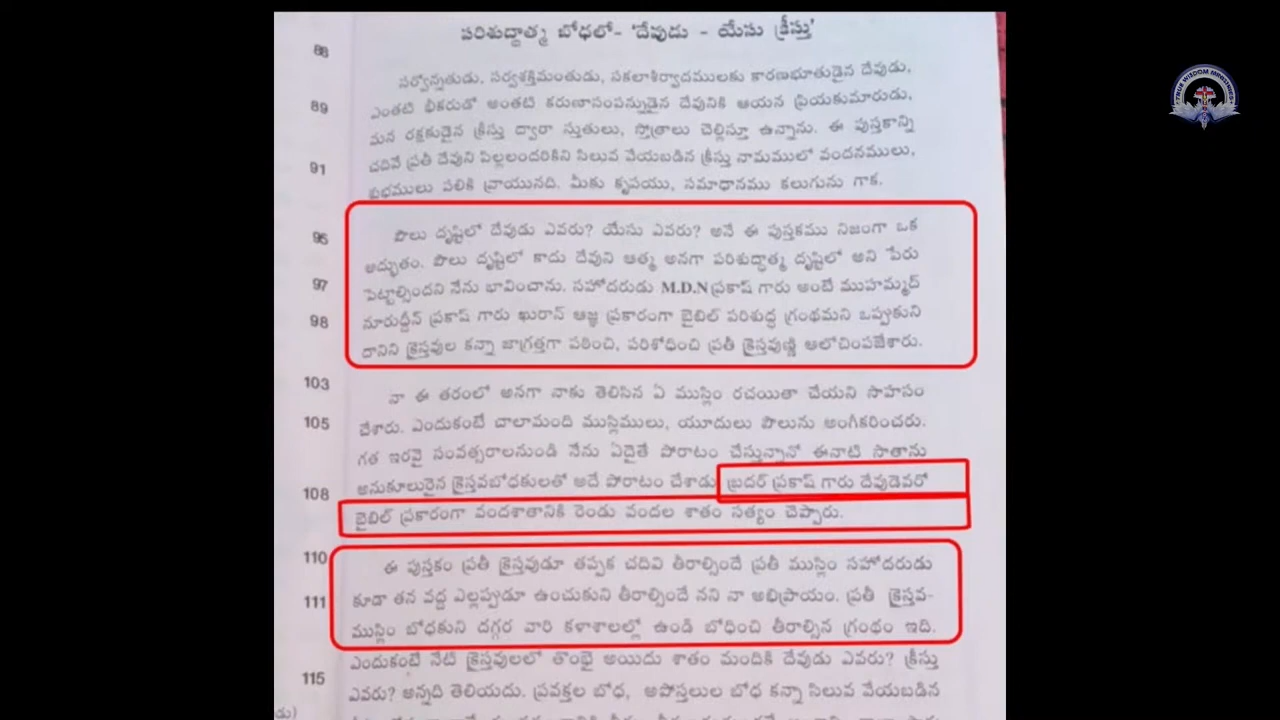 పరిశుద్ధాత్మ బోధలో- 'దేవుడు - యేసు క్రీస్తు'
88
సర్వోన్నతుడు, సర్వశక్తిమంతుడు, సకలాశీర్వాదములకు కారణభూతుడైన దేవుడు,
89 ఎంతటి భీకరుడో అంతటి కరుణాసంపన్నుడైన దేవునికి ఆయన ప్రియకుమారుడు,
మన రక్షకుడైన క్రీస్తు ద్వారా స్తుతులు, స్తోత్రాలు చెల్లిస్తూ ఉన్నాను. ఈ పుస్తకాన్ని
91 చదివే ప్రతీ దేవుని పిల్లలందరికిని సిలువ వేయబడిన క్రీస్తు నామములో వందనములు,
శుభములు పలికి వ్రాయునది. మీకు కృపయు, సమాధానము కలుగును గాక.
95 పౌలు దృష్టిలో దేవుడు ఎవరు? యేసు ఎవరు? అనే ఈ పుస్తకము నిజంగా ఒక
అద్భుతం. పౌలు దృష్టిలో కాదు దేవుని ఆత్మ అనగా పరిశుద్ధాత్మ దృష్టిలో అని పేరు
97 పెట్టాల్సిందని నేను భావించాను. సహోదరుడు M.D.N ప్రకాష్ గారు అంటే ముహమ్మద్
98 నూరుద్దీన్ ప్రకాష్ గారు ఖురాన్ ఆజ్ఞ ప్రకారంగా బైబిల్ పరిశుద్ధ గ్రంథమని ఒప్పుకుని
దానిని క్రైస్తవుల కన్నా జాగ్రత్తగా పఠించి, పరిశోధించి ప్రతీ క్రైస్తవుణ్ణి ఆలోచింపజేశారు.
103 నా ఈ తరంలో అనగా నాకు తెలిసిన ఏ ముస్లిం రచయితా చేయని సాహసం
105 చేశారు. ఎందుకంటే చాలామంది ముస్లిములు, యూదులు పౌలును అంగీకరించరు.
గత ఇరవై సంవత్సరాలనుండి నేను ఏదైతే పోరాటం చేస్తున్నానో ఈనాటి సాతాను
108 అనుకూలురైన క్రైస్తవబోధకులతో అదే పోరాటం చేశాడు. బ్రదర్ ప్రకాష్ గారు దేవుడెవరో
బైబిల్ ప్రకారంగా వందశాతానికి రెండు వందల శాతం సత్యం చెప్పారు.
110 ఈ పుస్తకం ప్రతీ క్రైస్తవుడూ తప్పక చదివి తీరాల్సిందే ప్రతీ ముస్లిం సహోదరుడు
111 కూడా తన వద్ద ఎల్లప్పుడూ ఉంచుకుని తీరాల్సిందే నని నా అభిప్రాయం. ప్రతీ క్రైస్తవ-
ముస్లిం బోధకుని దగ్గర వారి కళాశాలల్లో ఉండి బోధించి తీరాల్సిన గ్రంథం ఇది.
ఎందుకంటే నేటి క్రైస్తవులలో తొంభై అయిదు శాతం మందికి దేవుడు ఎవరు? క్రీస్తు
115 ఎవరు? అన్నది తెలియదు. ప్రవక్తల బోధ, అపోస్తలుల బోధ కన్నా సిలువ వేయబడిన
డు)